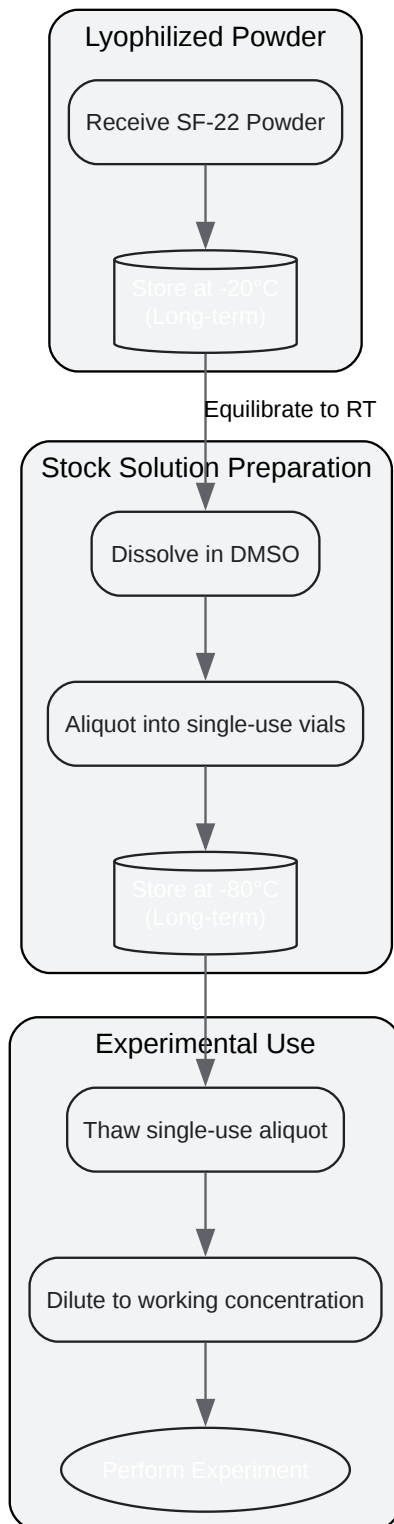 Lyophilized Powder
Receive SF-22 Powder
Store at -20°C
(Long-term)
Equilibrate to RT
Stock Solution Preparation
Dissolve in DMSO
Aliquot into single-use vials
Store at -80°C
(Long-term)
Experimental Use
Thaw single-use aliquot
Dilute to working concentration
Perform Experiment